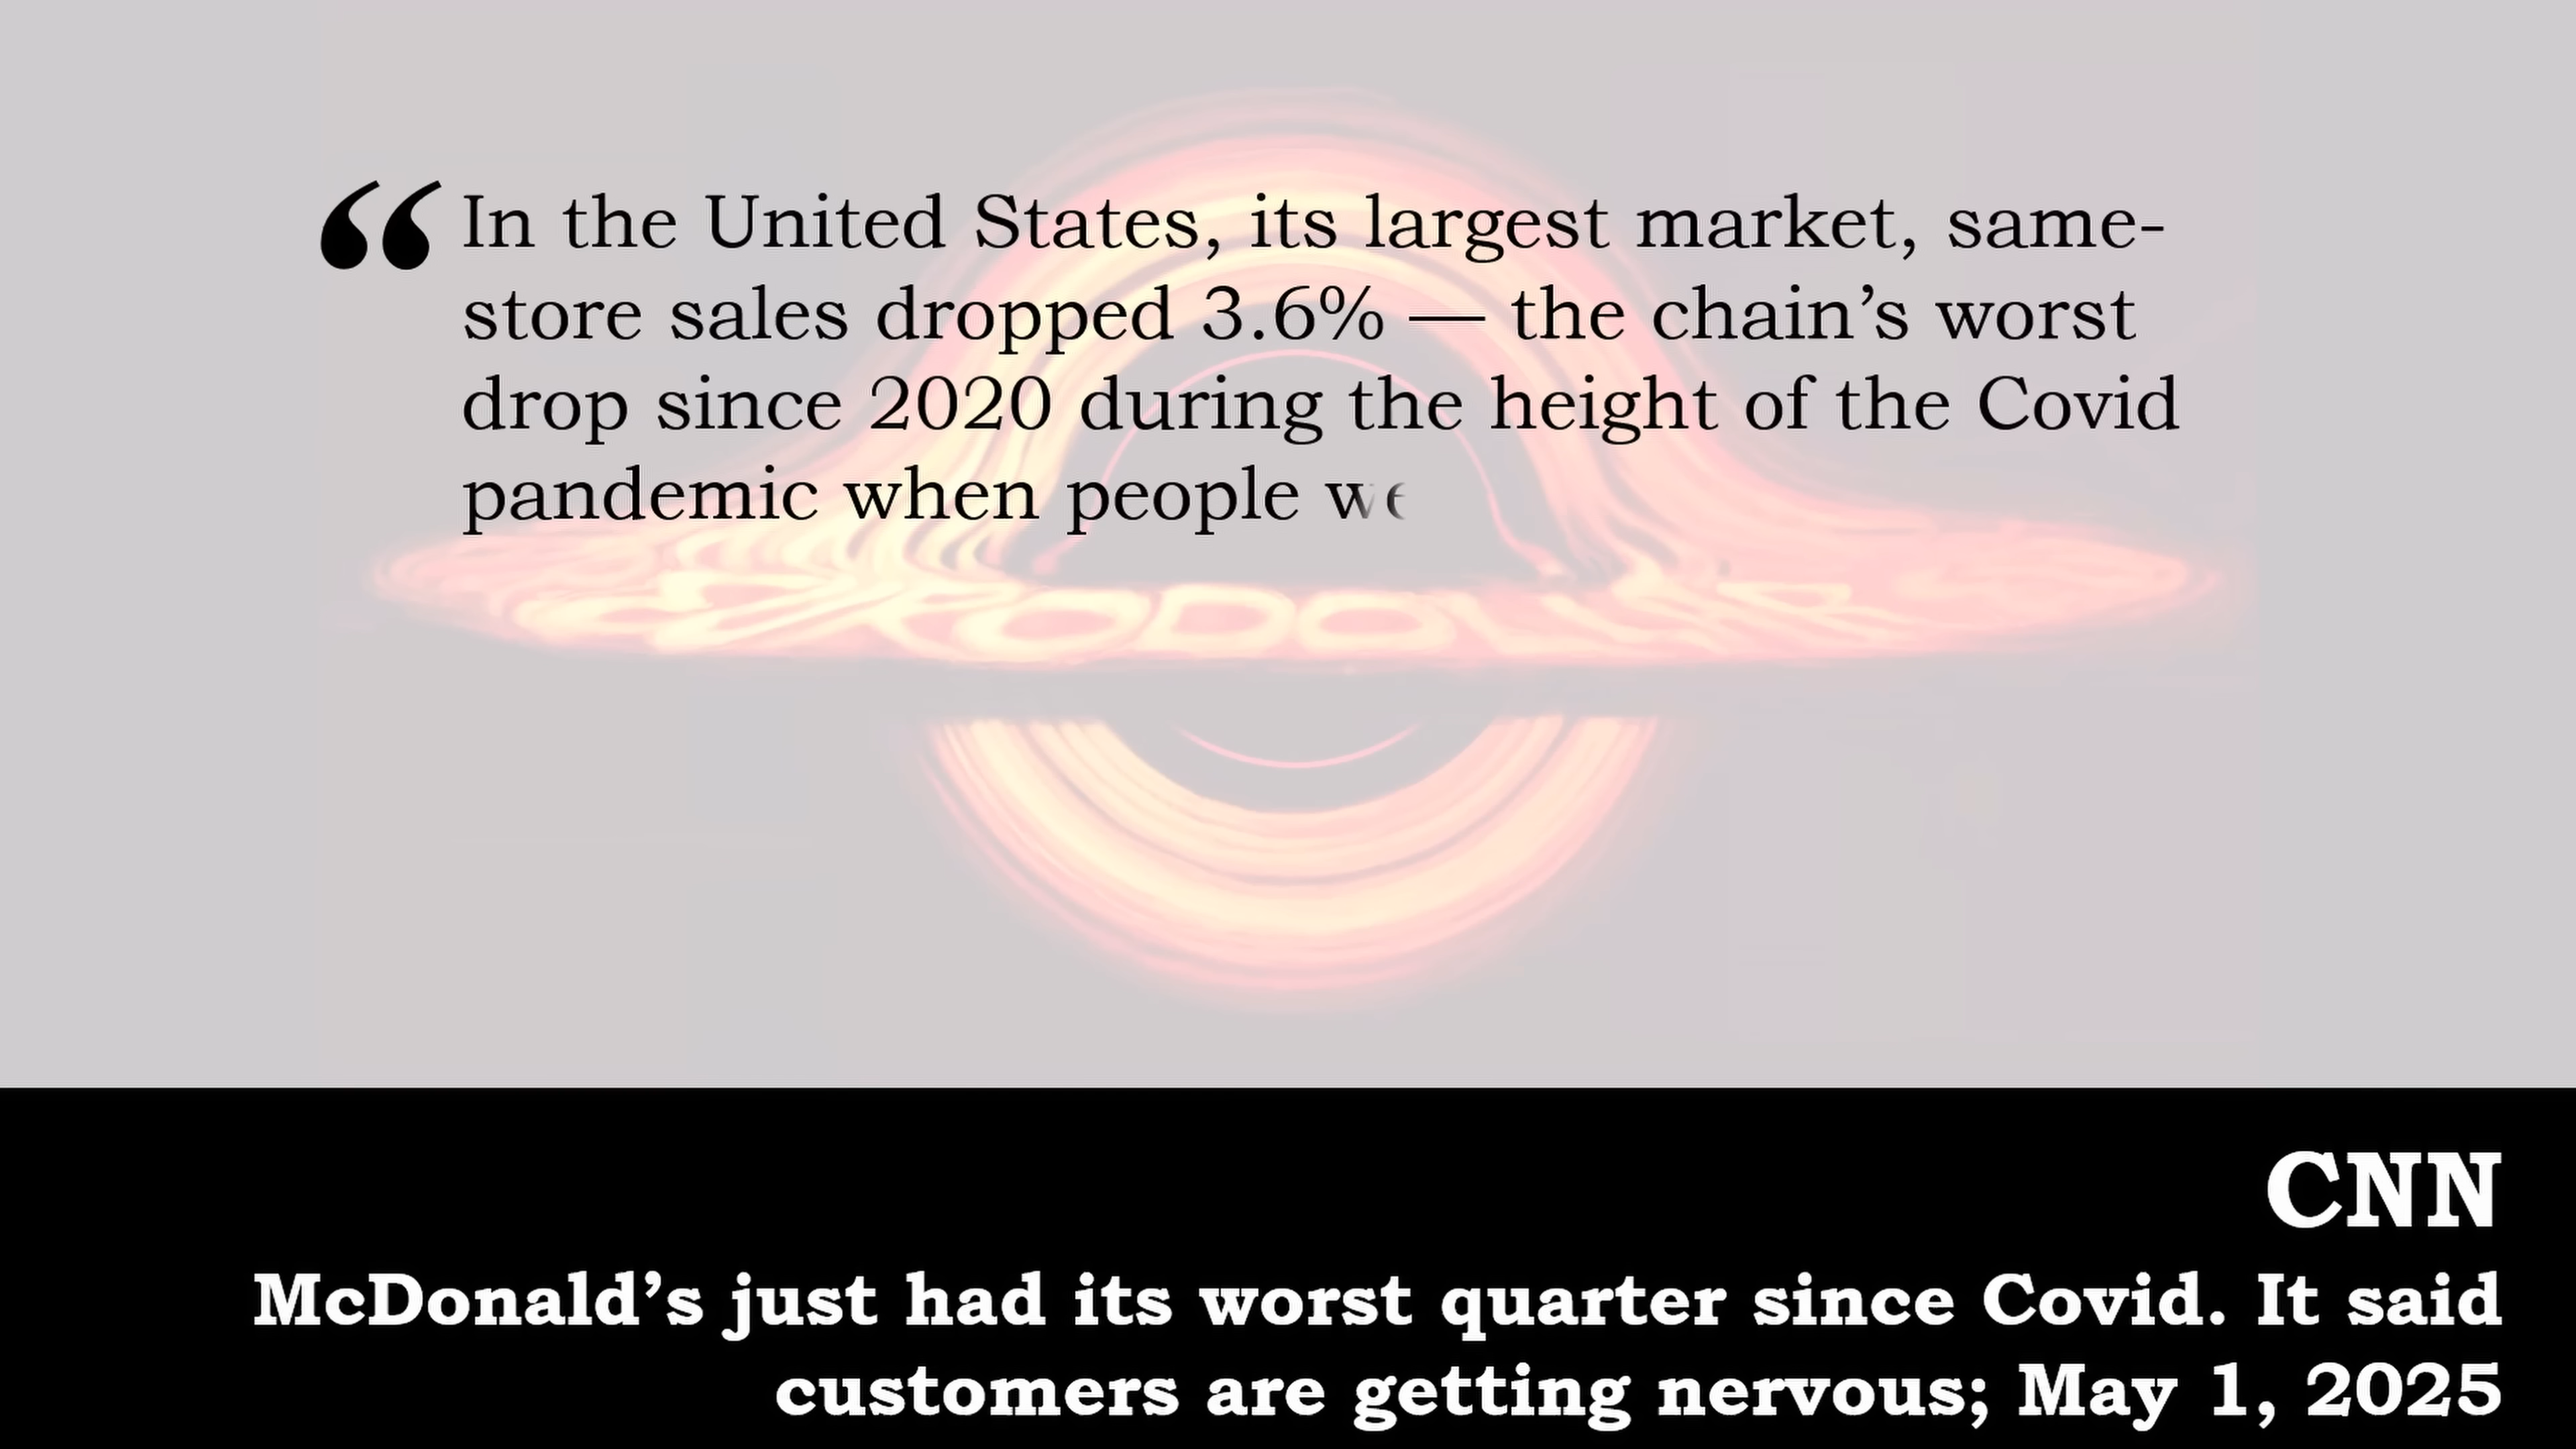 “In the United States, its largest market, same-
store sales dropped 3.6% — the chain’s worst
drop since 2020 during the height of the Covid
pandemic when people
CNN
McDonald’s just had its worst quarter since Covid. It said
customers are getting nervous; May 1, 2025